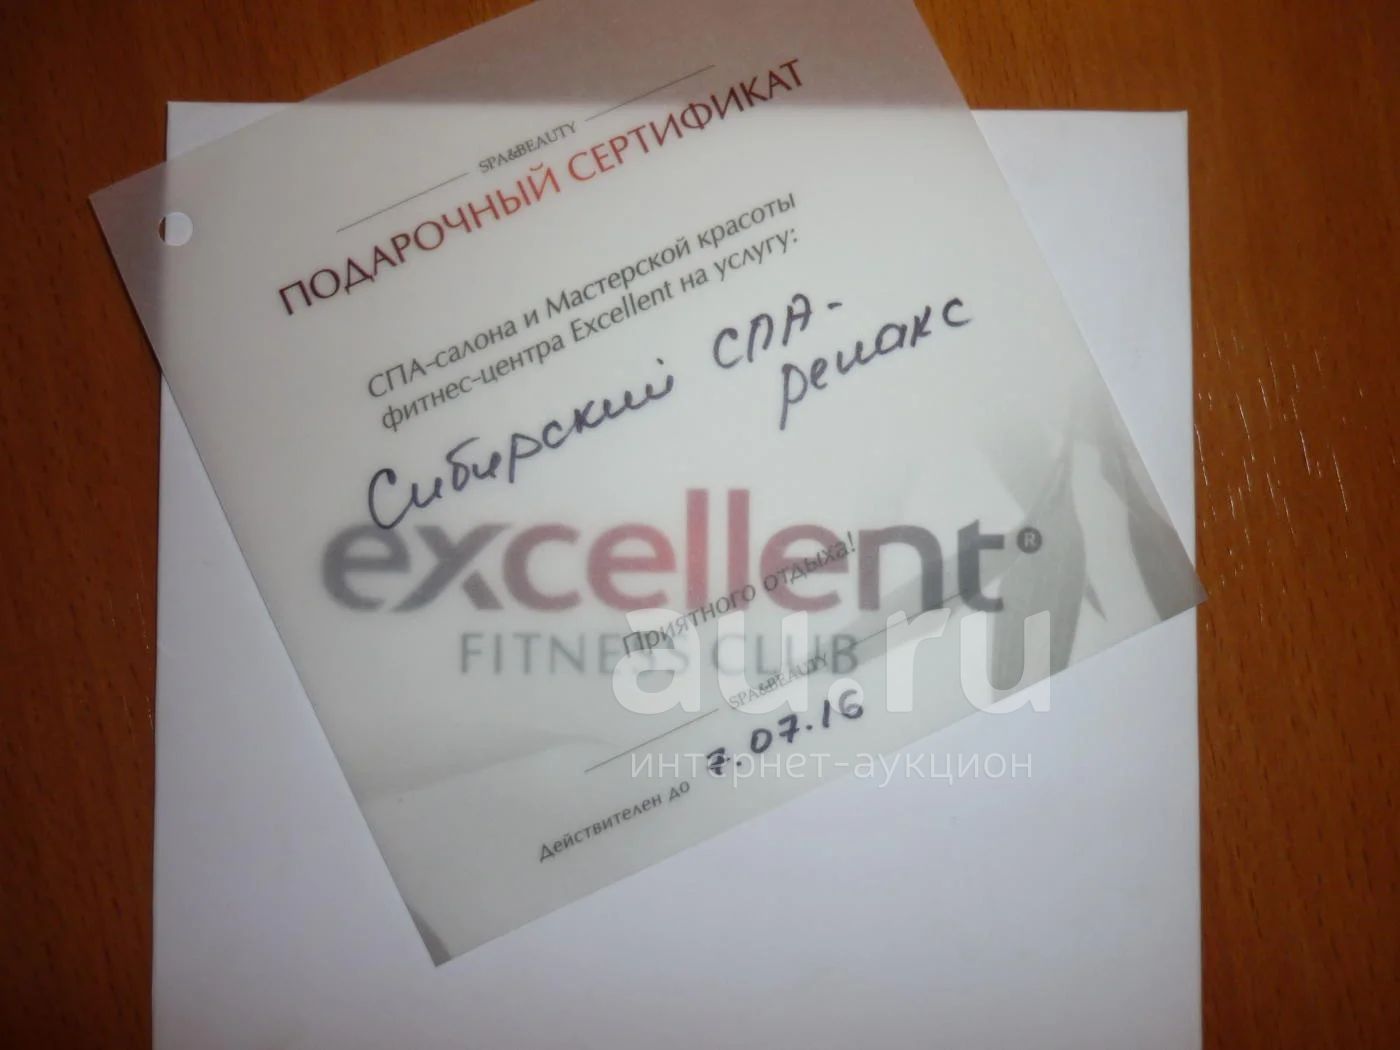 SPA&BEAUTY
ПОДАРОЧНЫЙ СЕРТИФИКАТ
СПА-салона и Мастерской красоты
фитнес-центра Excellent на услугу:
Сибирский СПА-
релакс
excellent®
FITNESS CLUB
Приятного отдыха!
SPA&BEAUTY
Действителен до 7.07.16
au.ru
интернет-аукцион